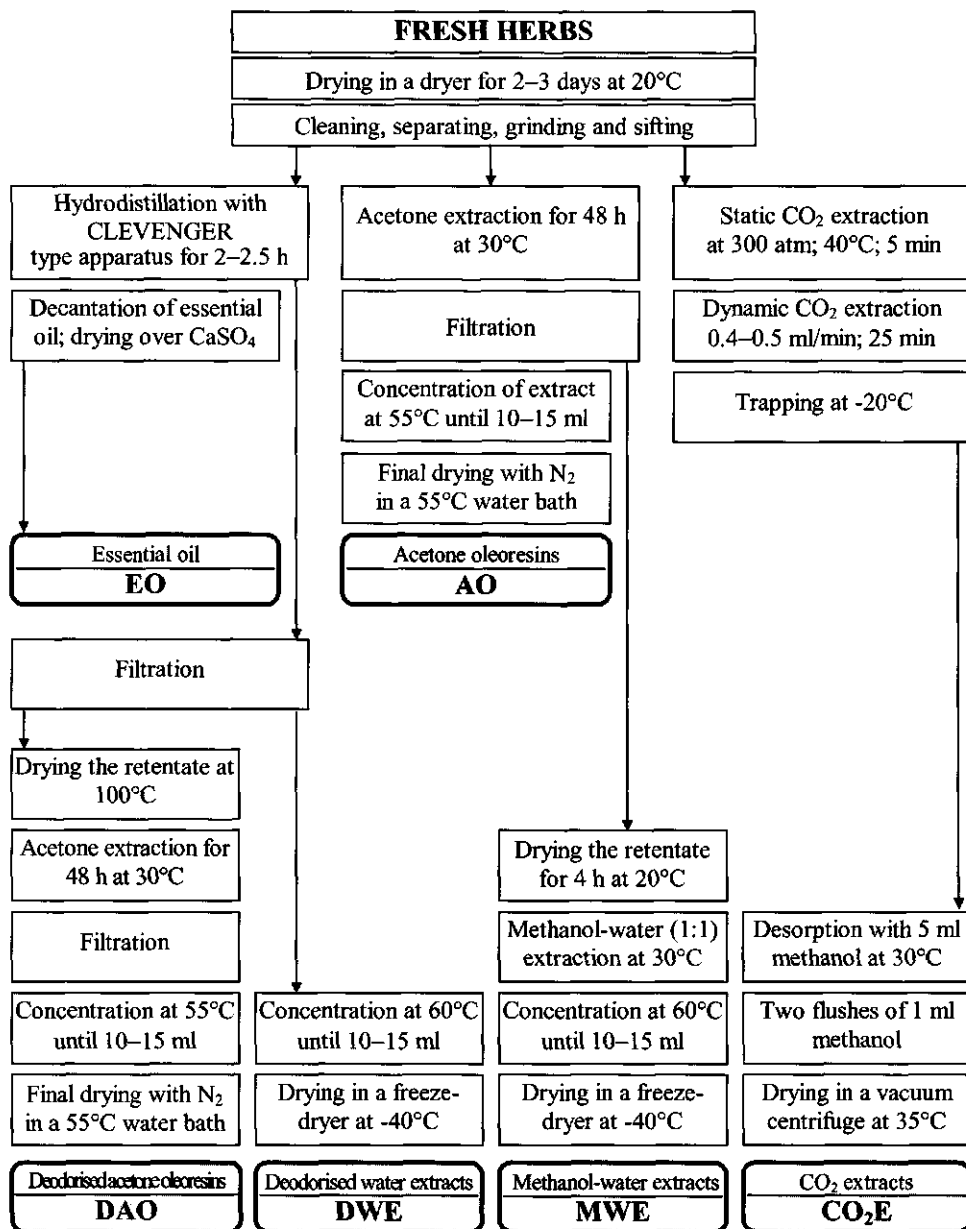 FRESH HERBS
Drying in a dryer for 2–3 days at 20°C
Cleaning, separating, grinding and sifting
Hydrodistillation with
CLEVENGER
type apparatus for 2–2.5 h
Decantation of essential
oil; drying over CaSO₄
Essential oil
EO
Acetone extraction for 48 h
at 30°C
Filtration
Concentration of extract
at 55°C until 10–15 ml
Final drying with N₂
in a 55°C water bath
Acetone oleoresins
AO
Static CO₂ extraction
at 300 atm; 40°C; 5 min
Dynamic CO₂ extraction
0.4–0.5 ml/min; 25 min
Trapping at -20°C
Filtration
Drying the retentate at
100°C
Acetone extraction for
48 h at 30°C
Filtration
Concentration at 55°C
until 10–15 ml
Final drying with N₂
in a 55°C water bath
Deodorised acetone oleoresins
DAO
Concentration at 60°C
until 10–15 ml
Drying in a freeze-
dryer at -40°C
Deodorised water extracts
DWE
Drying the retentate
for 4 h at 20°C
Methanol-water (1:1)
extraction at 30°C
Concentration at 60°C
until 10–15 ml
Drying in a freeze-
dryer at -40°C
Methanol-water extracts
MWE
Desorption with 5 ml
methanol at 30°C
Two flushes of 1 ml
methanol
Drying in a vacuum
centrifuge at 35°C
CO₂ extracts
CO₂E